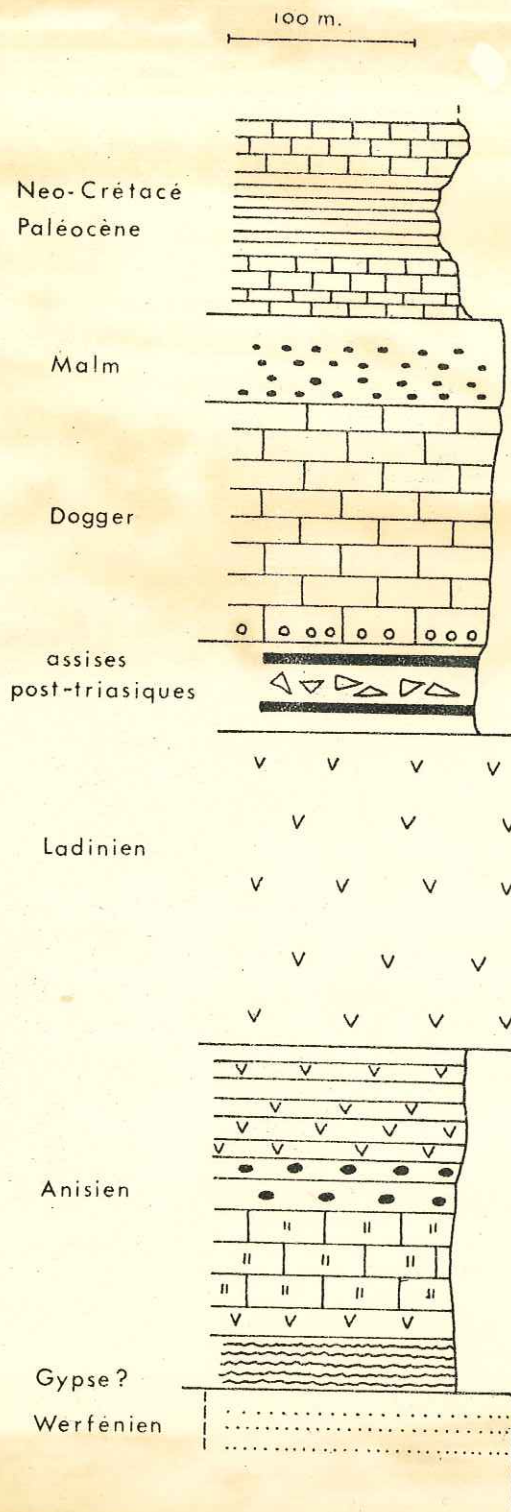 100 m.
Neo-Crétacé
Paléocène
Malm
Dogger
assises
post-triasiques
Ladinien
Anisien
Gypse?
Werfénien